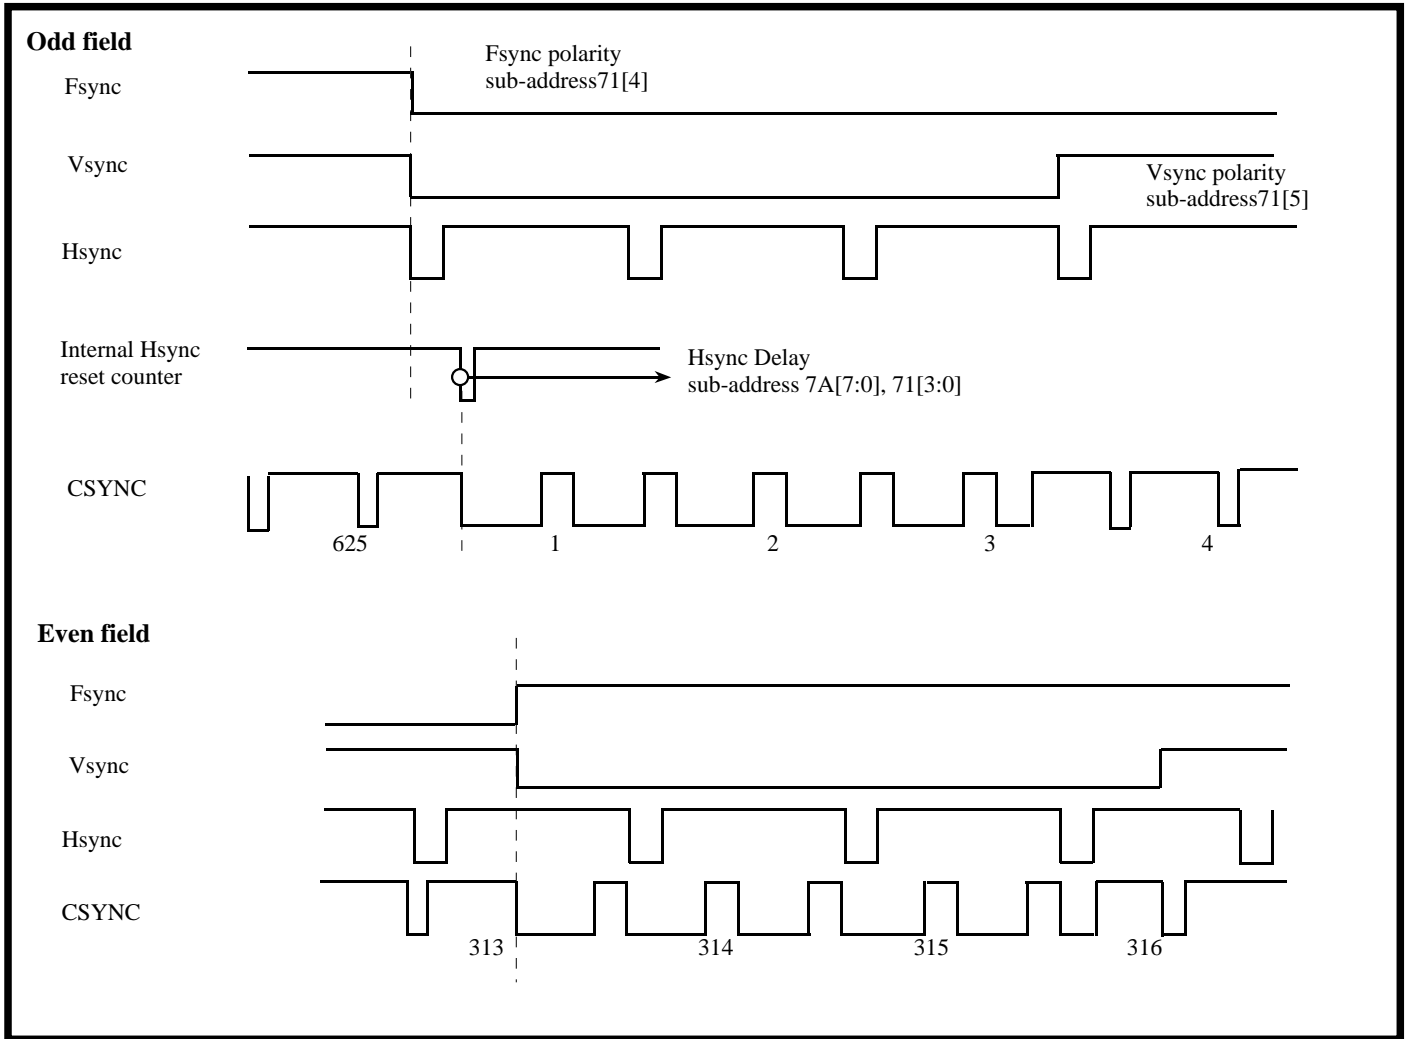 Odd field
Fsync
Fsync polarity
sub-address71[4]
Vsync
Vsync polarity
sub-address71[5]
Hsync
Internal Hsync
reset counter
Hsync Delay
sub-address 7A[7:0], 71[3:0]
CSYNC
625 1 2 3 4
Even field
Fsync
Vsync
Hsync
CSYNC
313 314 315 316